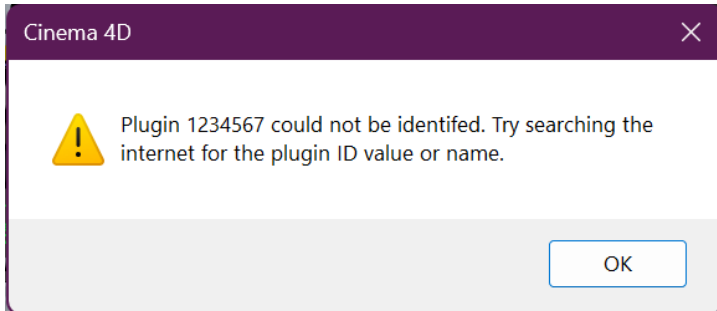 Cinema 4D
Plugin 1234567 could not be identifed. Try searching the
internet for the plugin ID value or name.
OK